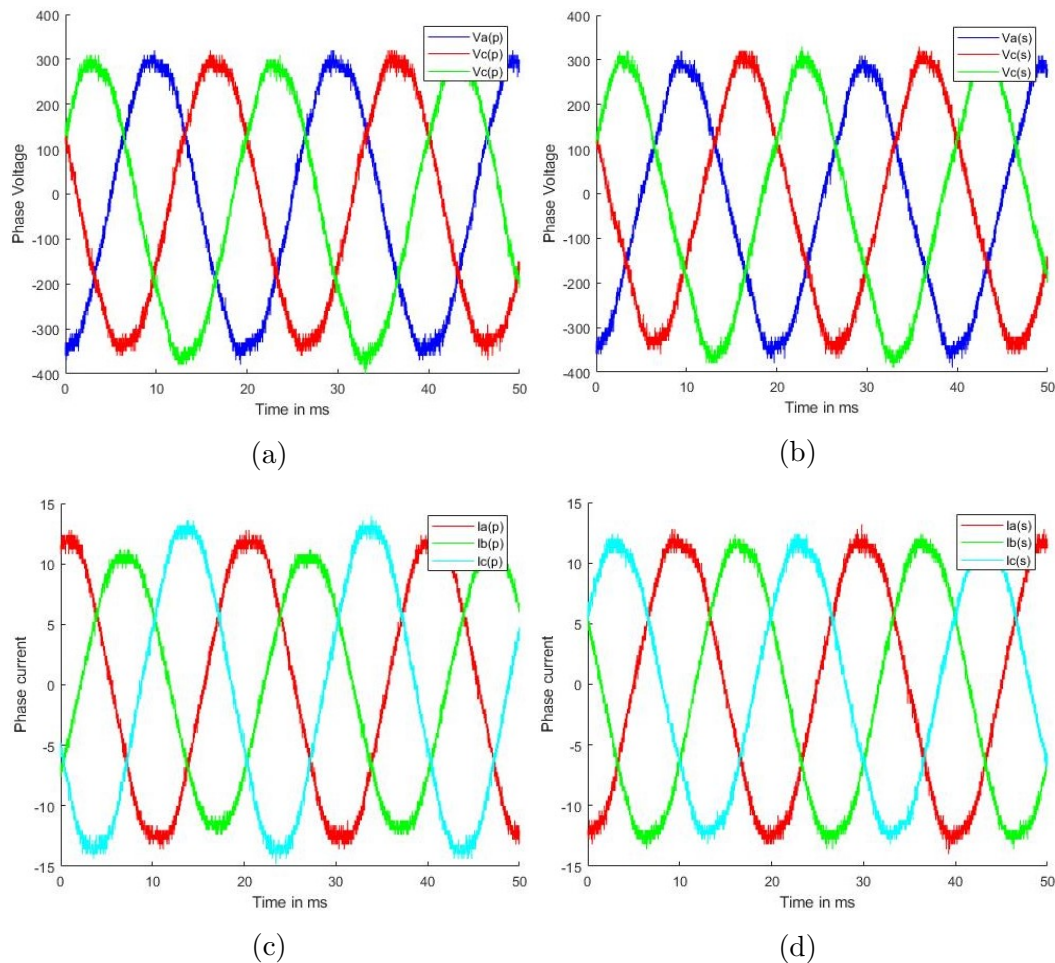 400
300
200
100
0
-100
-200
-300
-400
Phase Voltage
0 10 20 30 40 50
Time in ms
Va(p)
Vc(p)
Vc(p)
(a)
400
300
200
100
0
-100
-200
-300
-400
Phase Voltage
0 10 20 30 40 50
Time in ms
Va(s)
Vc(s)
Vc(s)
(b)
15
10
5
0
-5
-10
-15
Phase current
0 10 20 30 40 50
Time in ms
Ia(p)
Ib(p)
Ic(p)
(c)
15
10
5
0
-5
-10
-15
Phase current
0 10 20 30 40 50
Time in ms
Ia(s)
Ib(s)
Ic(s)
(d)